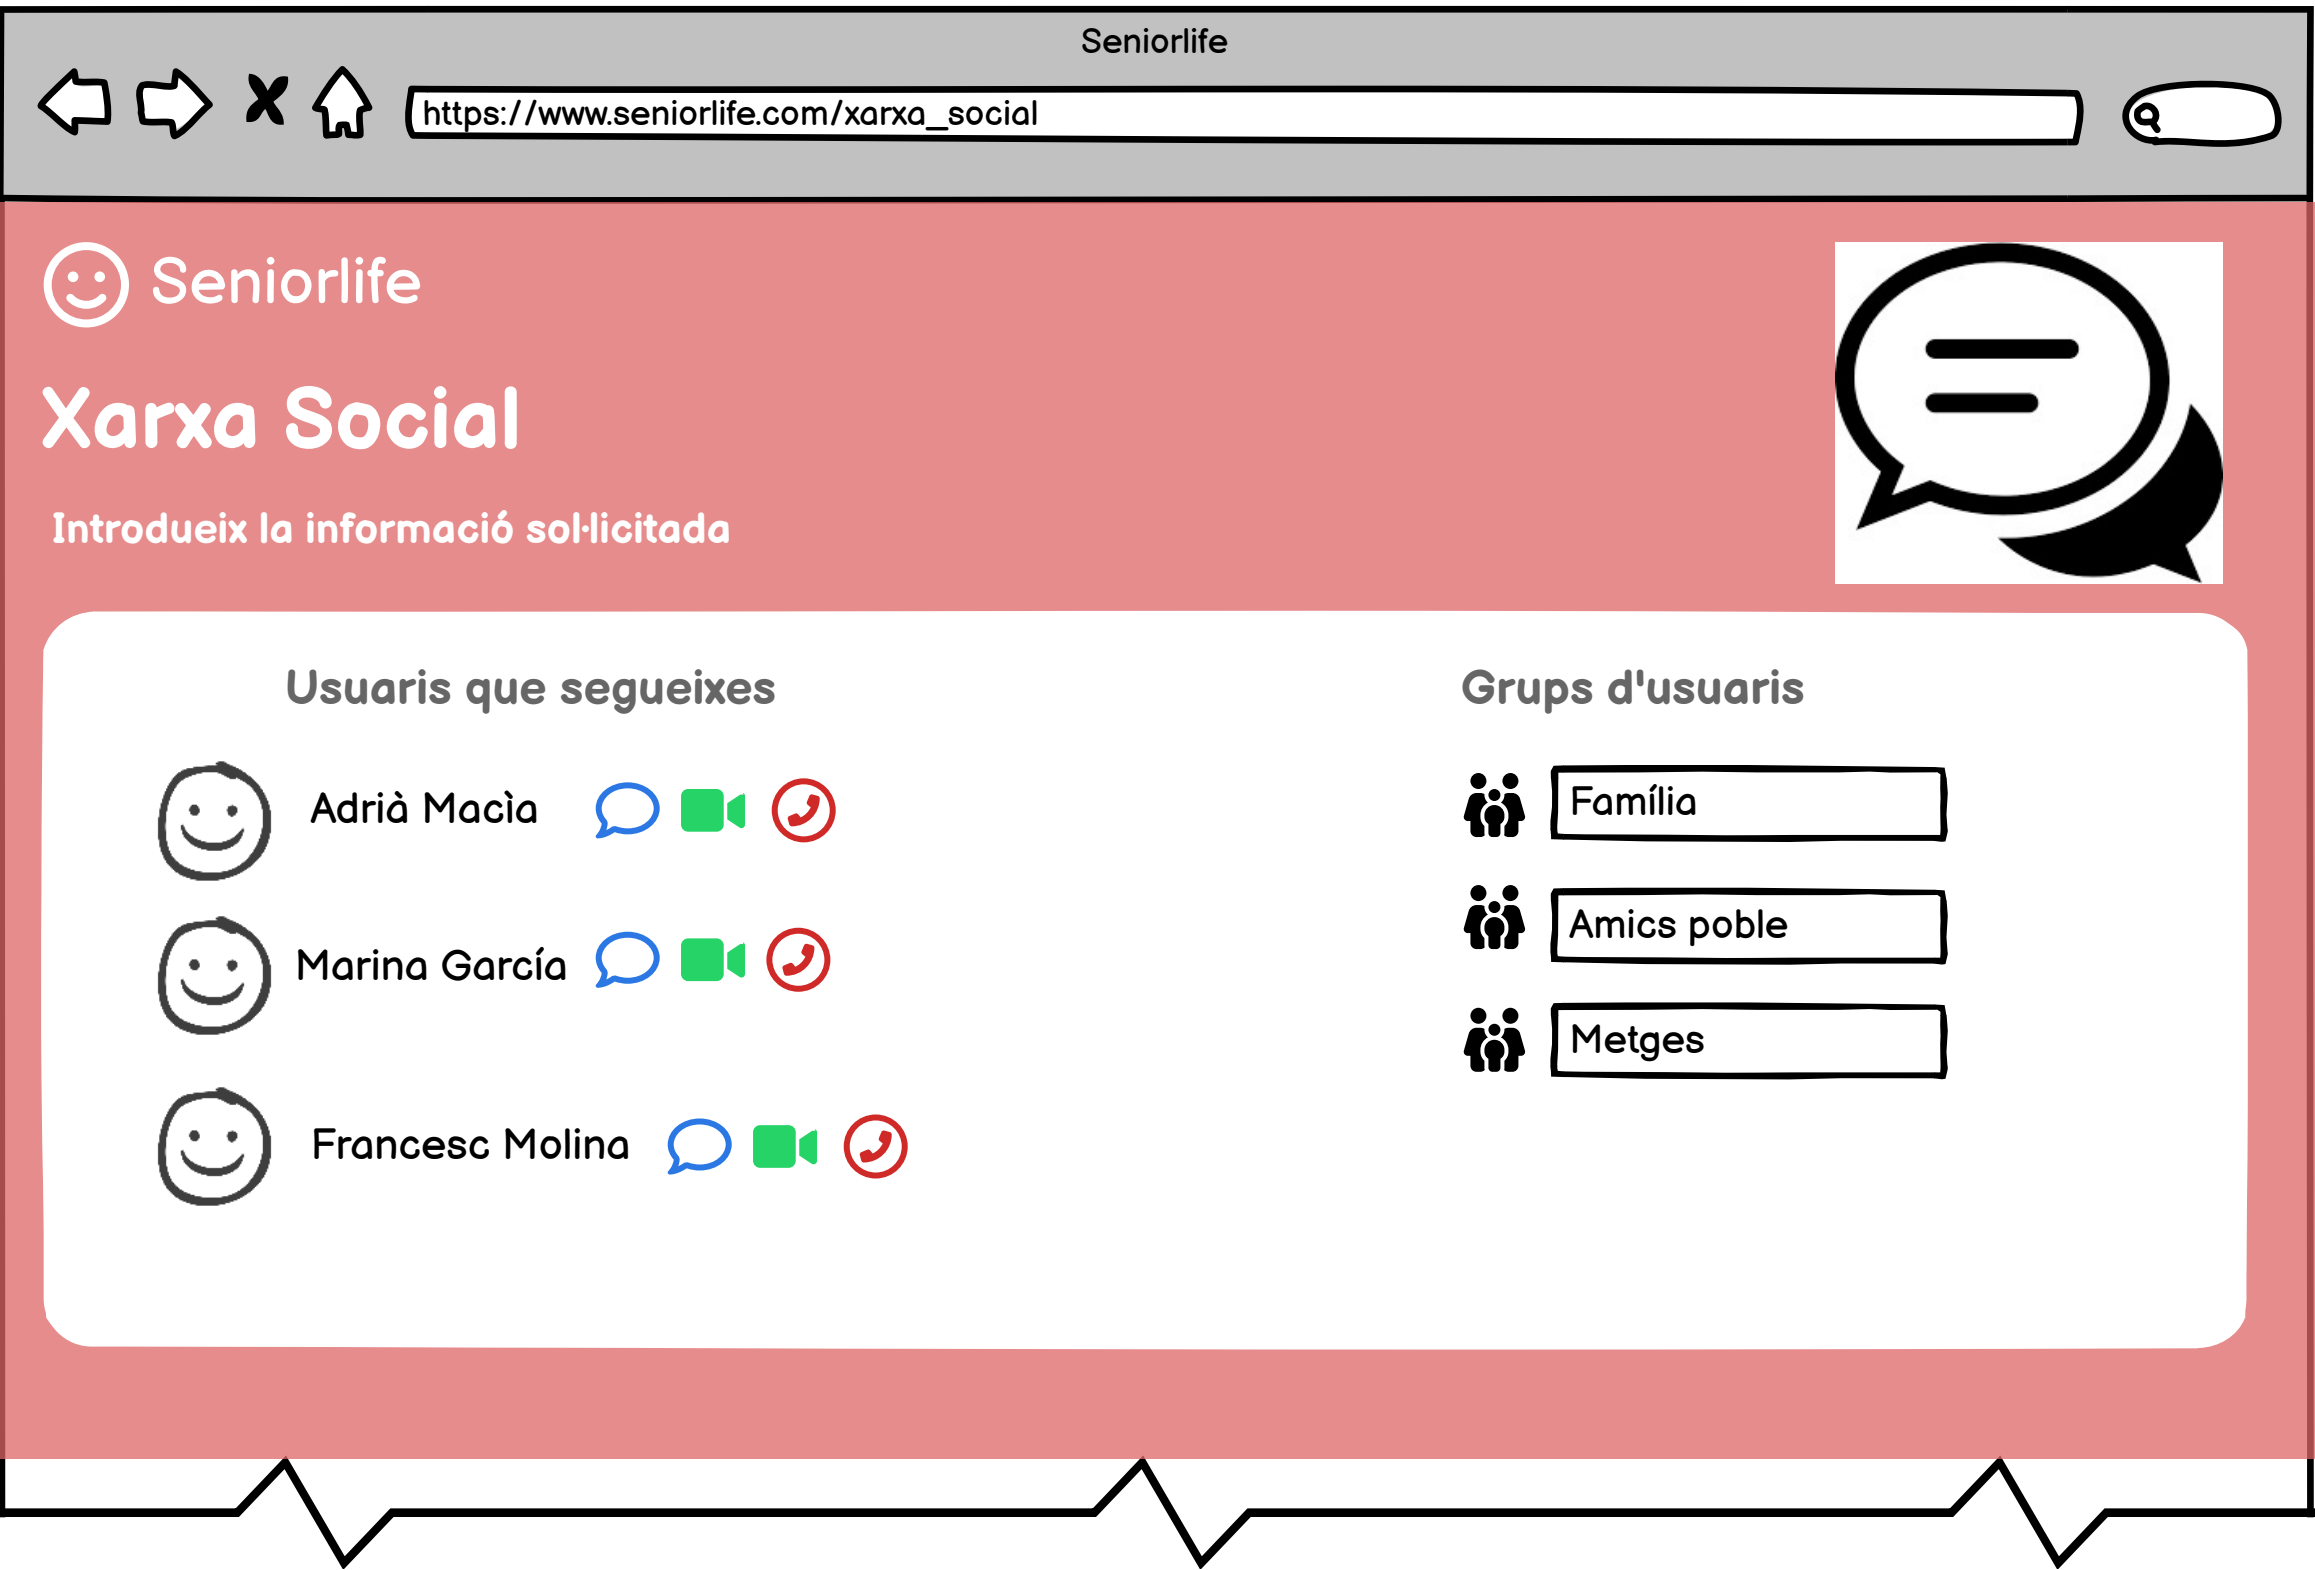 Seniorlife
https://www.seniorlife.com/xarxa_social
Seniorlife
Xarxa Social
Introdueix la informació sol·licitada
Usuaris que segueixes
Adrià Macìa
Marina García
Francesc Molina
Grups d'usuaris
Família
Amics poble
Metges